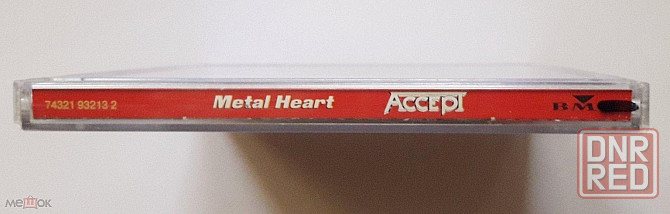 74321 93213 2 Metal Heart ACCEPT BM
DNR
RED
мешок